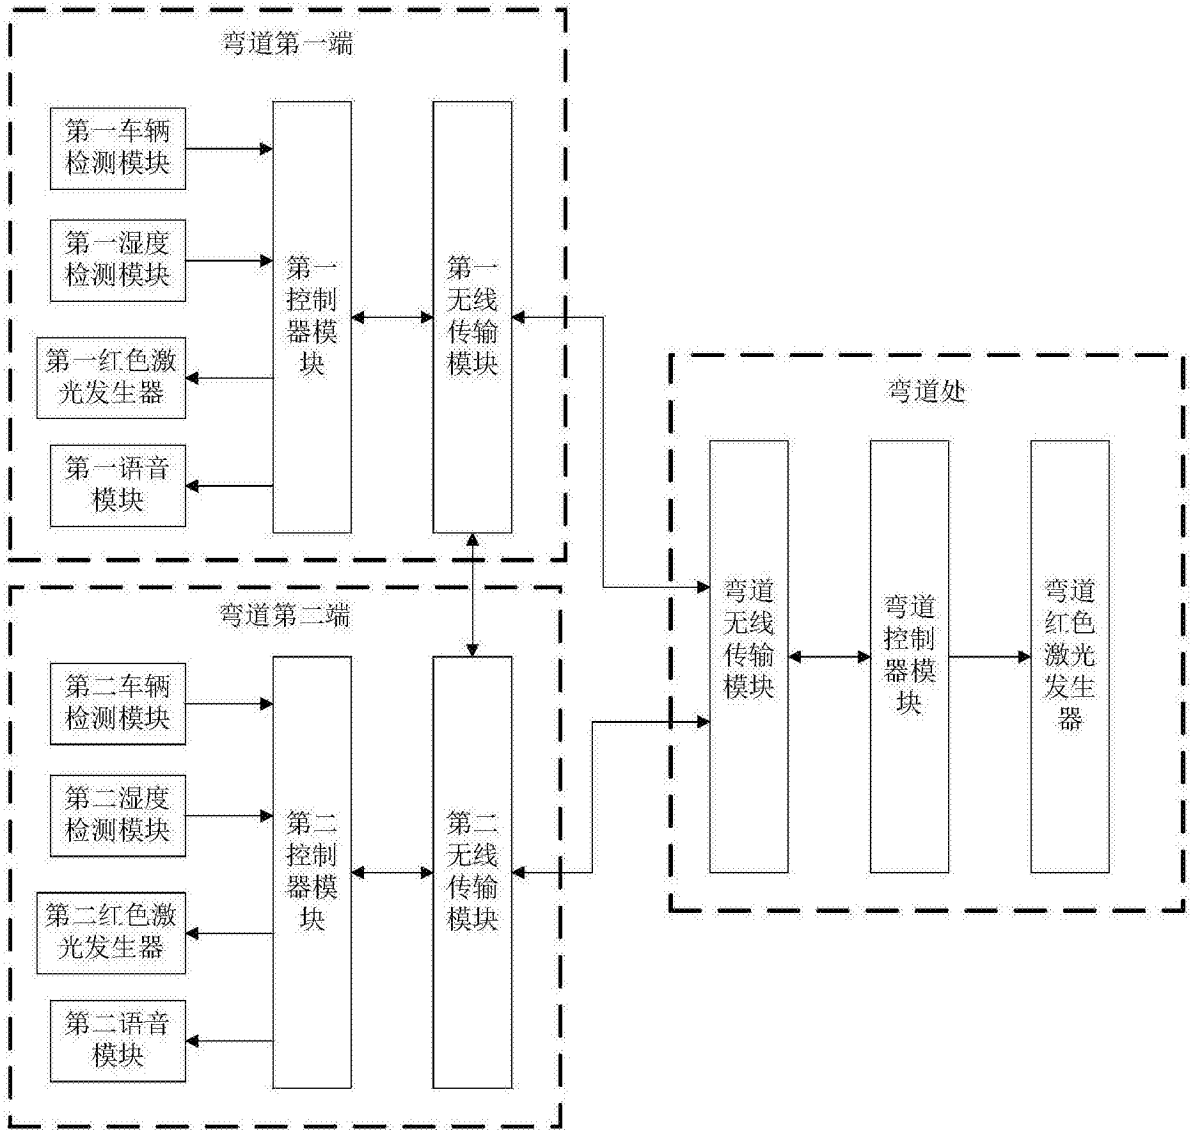 弯道第一端
第一车辆
检测模块
第一湿度
检测模块
第一红色激
光发生器
第一语音
模块
第一
控制
器模
块
第一
无线
传输
模块
弯道第二端
第二车辆
检测模块
第二湿度
检测模块
第二红色激
光发生器
第二语音
模块
第二
控制
器模
块
第二
无线
传输
模块
弯道处
弯道
无线
传输
模块
弯道
控制
器模
块
弯道
红色
激光
发生
器